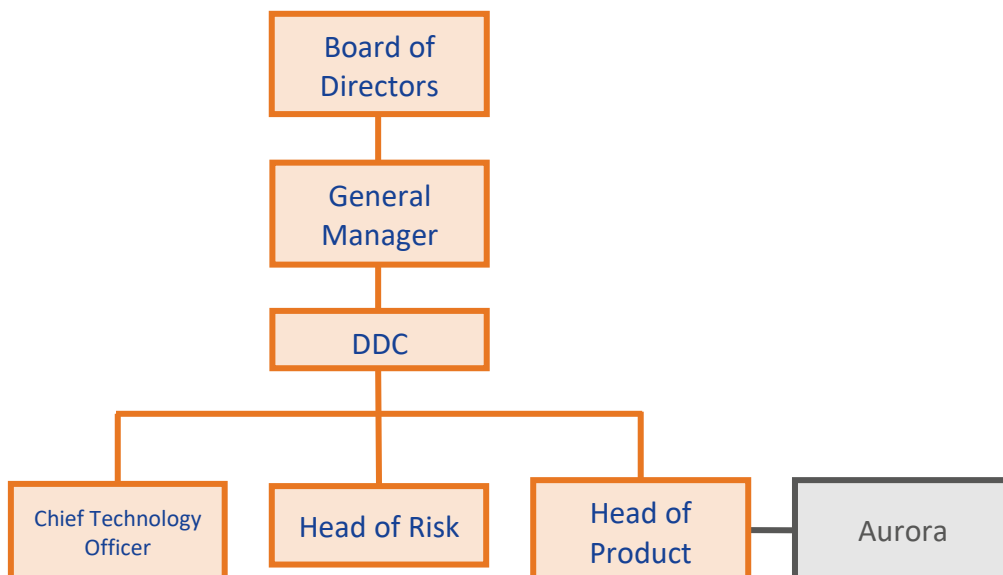 Board of
Directors
General
Manager
DDC
Chief Technology
Officer
Head of Risk
Head of
Product
Aurora